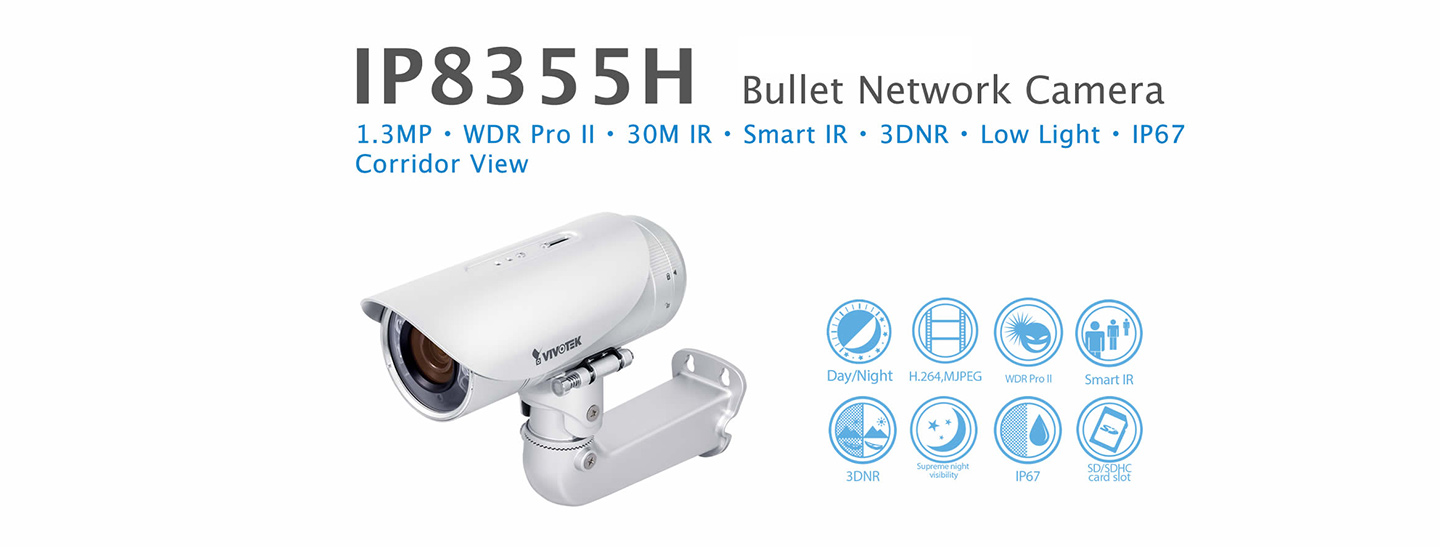 IP8355H Bullet Network Camera
1.3MP • WDR Pro II • 30M IR • Smart IR • 3DNR • Low Light • IP67
Corridor View
VIVOTEK
Day/Night
H.264,MJPEG
WDR Pro II
Smart IR
3DNR
Supreme night
visibility
IP67
SD
SD/SDHC
card slot